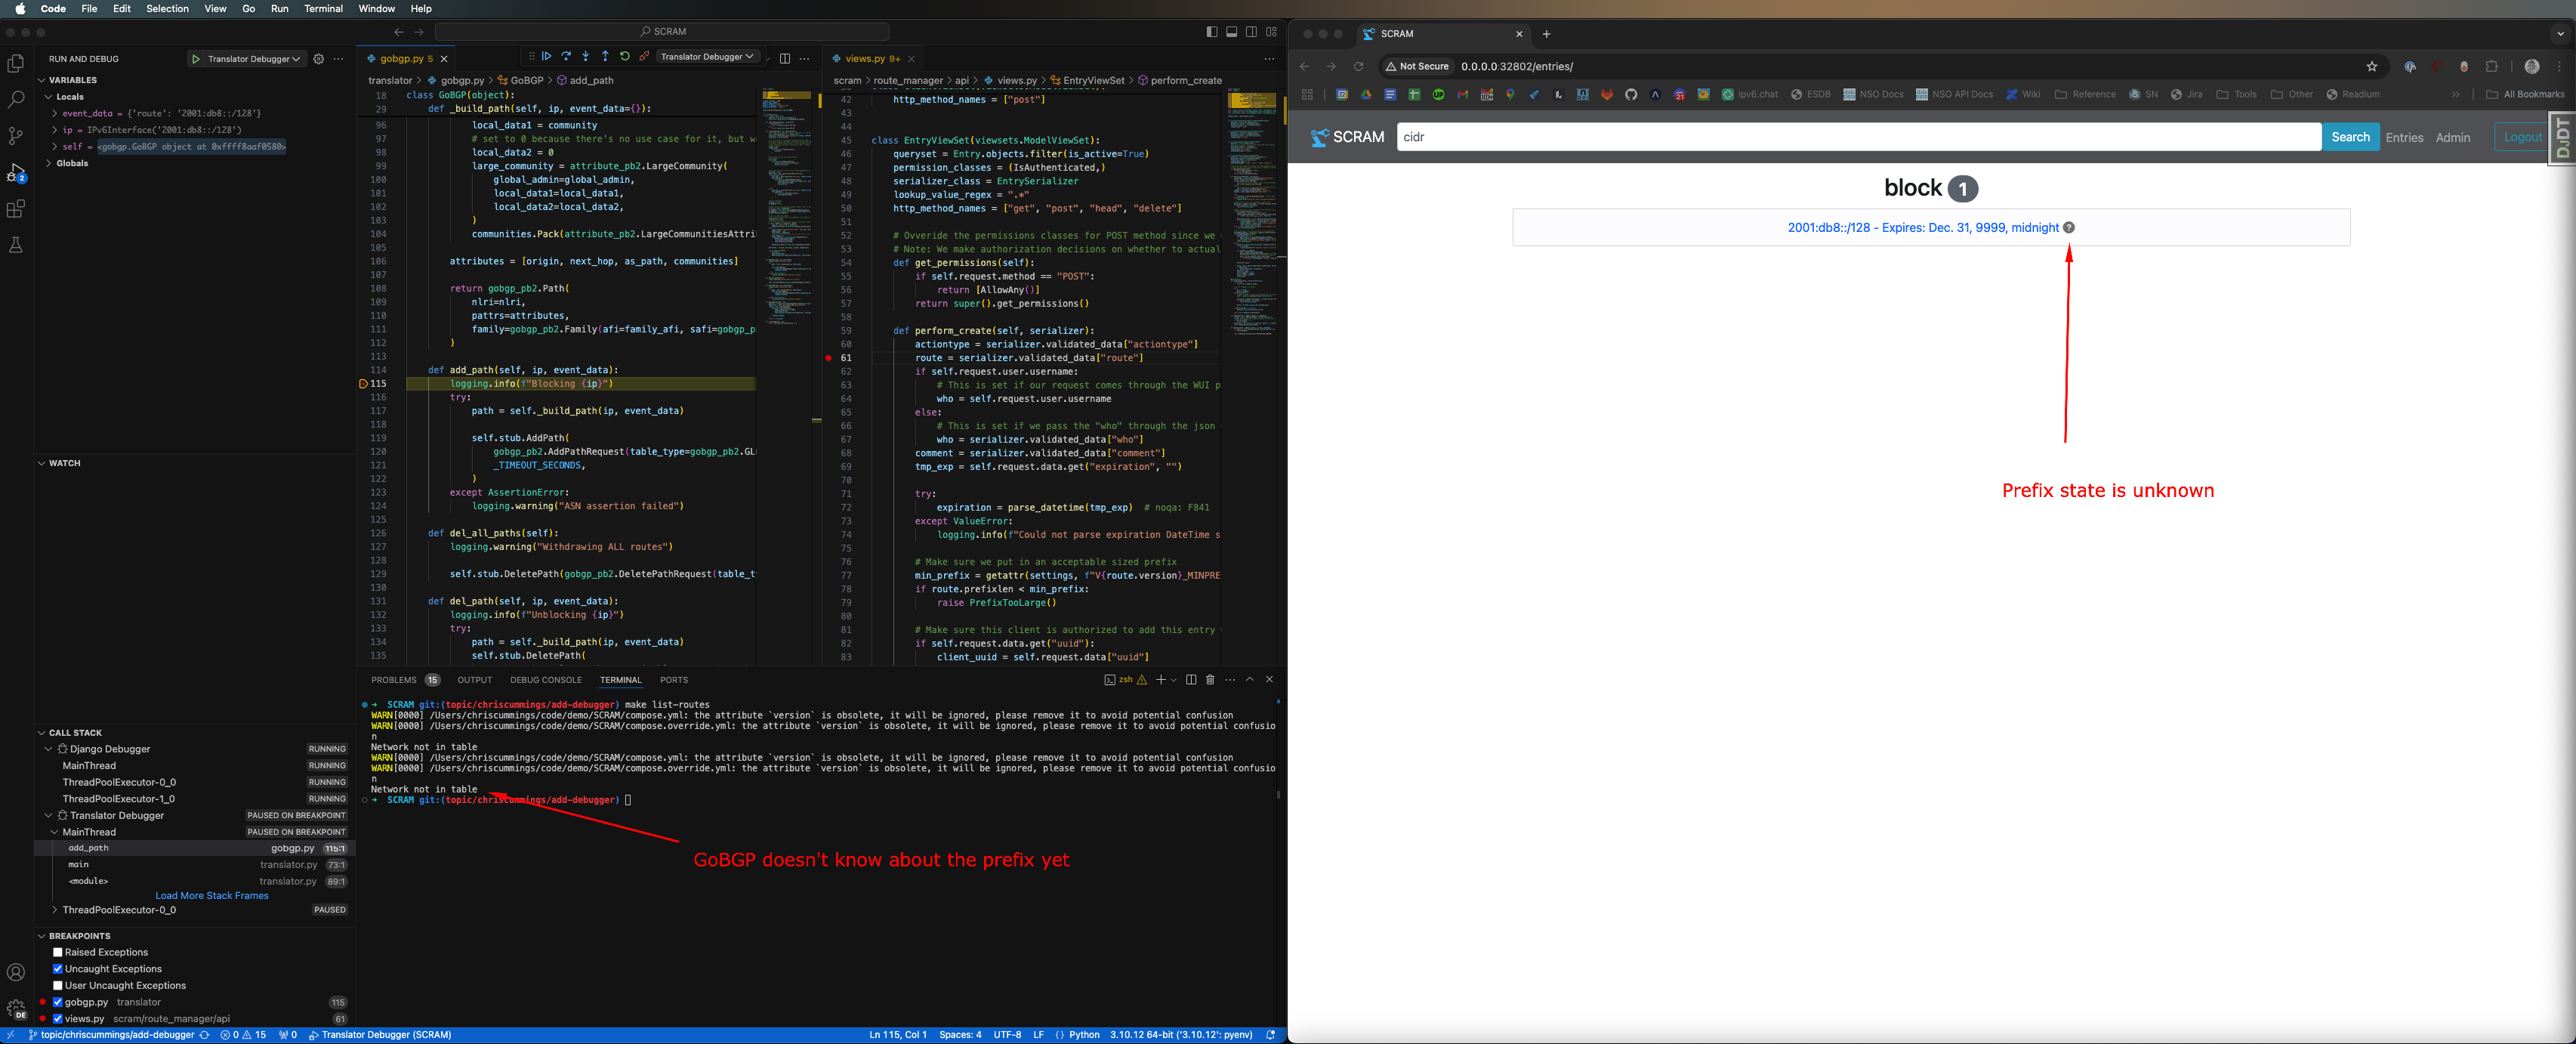 Code File Edit Selection View Go Run Terminal Window Help
SCRAM
RUN AND DEBUG
Translator Debugger
VARIABLES
Locals
event_data = {'route': '2001:db8::/128'}
ip = IPv6Interface('2001:db8::/128')
self = <gobgp.GoBGP object at 0xffff8aaf0580>
Globals
WATCH
CALL STACK
Django Debugger RUNNING
MainThread RUNNING
ThreadPoolExecutor-0_0 RUNNING
ThreadPoolExecutor-1_0 RUNNING
Translator Debugger PAUSED ON BREAKPOINT
MainThread PAUSED ON BREAKPOINT
add_path gobgp.py 115:1
main translator.py 73:1
<module> translator.py 89:1
Load More Stack Frames
ThreadPoolExecutor-0_0 PAUSED
BREAKPOINTS
Raised Exceptions
Uncaught Exceptions
User Uncaught Exceptions
gobgp.py translator 115
views.py scram/route_manager/api 61
gobgp.py 5
Translator Debugger
translator > gobgp.py > GoBGP > add_path
18 class GoBGP(object):
29 def _build_path(self, ip, event_data={}):
96 local_data1 = community
97 # set to 0 because there's no use case for it, but w
98 local_data2 = 0
99 large_community = attribute_pb2.LargeCommunity(
100 global_admin=global_admin,
101 local_data1=local_data1,
102 local_data2=local_data2,
103 )
104 communities.Pack(attribute_pb2.LargeCommunitiesAttri
105
106 attributes = [origin, next_hop, as_path, communities]
107
108 return gobgp_pb2.Path(
109 nlri=nlri,
110 pattrs=attributes,
111 family=gobgp_pb2.Family(afi=family_afi, safi=gobgp_p
112 )
113
114 def add_path(self, ip, event_data):
115 logging.info(f"Blocking {ip}")
116 try:
117 path = self._build_path(ip, event_data)
118
119 self.stub.AddPath(
120 gobgp_pb2.AddPathRequest(table_type=gobgp_pb2.GL
121 _TIMEOUT_SECONDS,
122 )
123 except AssertionError:
124 logging.warning("ASN assertion failed")
125
126 def del_all_paths(self):
127 logging.warning("Withdrawing ALL routes")
128
129 self.stub.DeletePath(gobgp_pb2.DeletePathRequest(table_t
130
131 def del_path(self, ip, event_data):
132 logging.info(f"Unblocking {ip}")
133 try:
134 path = self._build_path(ip, event_data)
135 self.stub.DeletePath(
views.py 9+
scram > route_manager > api > views.py > EntryViewSet > perform_create
42 http_method_names = ["post"]
43
44
45 class EntryViewSet(viewsets.ModelViewSet):
46 queryset = Entry.objects.filter(is_active=True)
47 permission_classes = (IsAuthenticated,)
48 serializer_class = EntrySerializer
49 lookup_value_regex = ".*"
50 http_method_names = ["get", "post", "head", "delete"]
51
52 # Ovveride the permissions classes for POST method since we
53 # Note: We make authorization decisions on whether to actual
54 def get_permissions(self):
55 if self.request.method == "POST":
56 return [AllowAny()]
57 return super().get_permissions()
58
59 def perform_create(self, serializer):
60 actiontype = serializer.validated_data["actiontype"]
61 route = serializer.validated_data["route"]
62 if self.request.user.username:
63 # This is set if our request comes through the WUI p
64 who = self.request.user.username
65 else:
66 # This is set if we pass the "who" through the json
67 who = serializer.validated_data["who"]
68 comment = serializer.validated_data["comment"]
69 tmp_exp = self.request.data.get("expiration", "")
70
71 try:
72 expiration = parse_datetime(tmp_exp) # noqa: F841
73 except ValueError:
74 logging.info(f"Could not parse expiration DateTime s
75
76 # Make sure we put in an acceptable sized prefix
77 min_prefix = getattr(settings, f"V{route.version}_MINPRE
78 if route.prefixlen < min_prefix:
79 raise PrefixTooLarge()
80
81 # Make sure this client is authorized to add this entry
82 if self.request.data.get("uuid"):
83 client_uuid = self.request.data["uuid"]
PROBLEMS 15 OUTPUT DEBUG CONSOLE TERMINAL PORTS zsh
SCRAM git:(topic/chriscummings/add-debugger) make list-routes
WARN[0000] /Users/chriscummings/code/demo/SCRAM/compose.yml: the attribute `version` is obsolete, it will be ignored, please remove it to avoid potential confusion
WARN[0000] /Users/chriscummings/code/demo/SCRAM/compose.override.yml: the attribute `version` is obsolete, it will be ignored, please remove it to avoid potential confusio
n
Network not in table
WARN[0000] /Users/chriscummings/code/demo/SCRAM/compose.yml: the attribute `version` is obsolete, it will be ignored, please remove it to avoid potential confusion
WARN[0000] /Users/chriscummings/code/demo/SCRAM/compose.override.yml: the attribute `version` is obsolete, it will be ignored, please remove it to avoid potential confusio
n
Network not in table
SCRAM git:(topic/chriscummings/add-debugger)
GoBGP doesn't know about the prefix yet
topic/chriscummings/add-debugger 0 15 0 Translator Debugger (SCRAM) Ln 115, Col 1 Spaces: 4 UTF-8 LF Python 3.10.12 64-bit ('3.10.12': pyenv)
SCRAM
Not Secure 0.0.0.0:32802/entries/
ipv6.chat ESDB NSO Docs NSO API Docs Wiki Reference SN Jira Tools Other Readium All Bookmarks
SCRAM cidr Search Entries Admin Logout
DjDT
block 1
2001:db8::/128 - Expires: Dec. 31, 9999, midnight
Prefix state is unknown